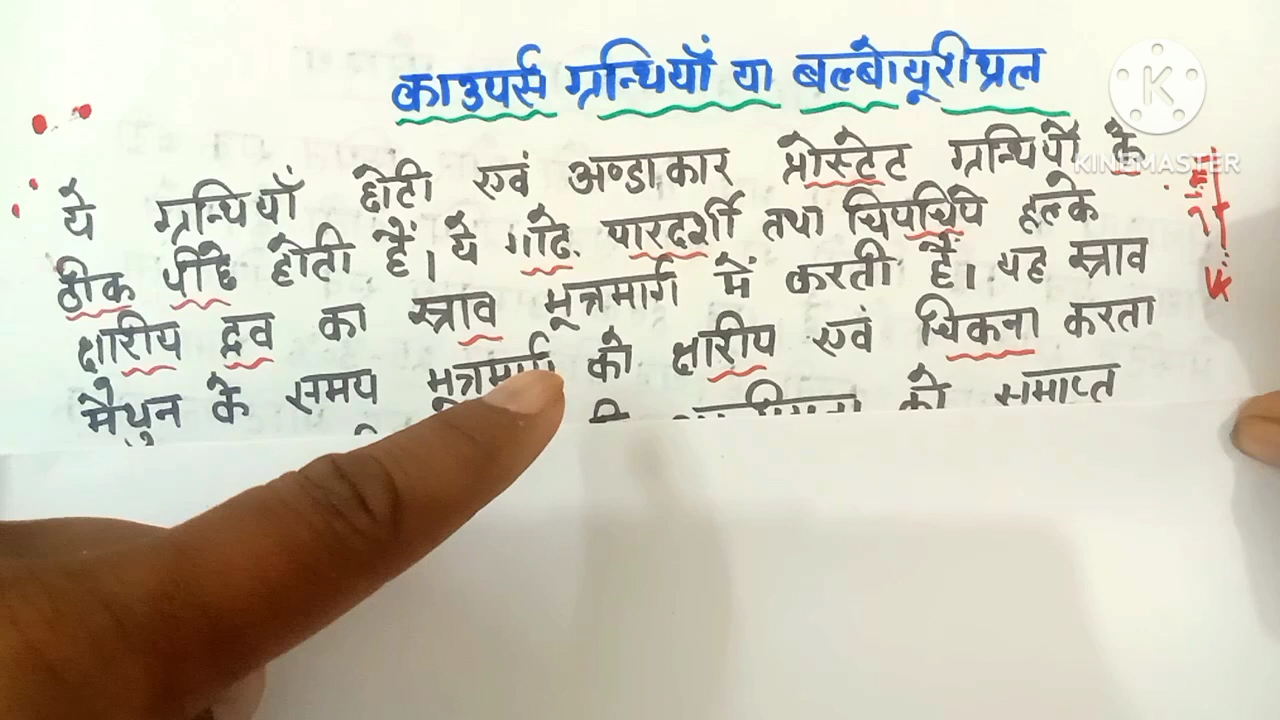 काउपर्स ग्रन्थियाँ या बल्बोयूरीथ्रल
ये ग्रन्थियाँ छोटी एवं अण्डाकार प्रोस्टेट ग्रन्थियों के
ठीक पीछे होती हैं। ये गाढे. पारदर्शी तथा चिपचिपे हल्के
क्षारीय द्रव का स्त्राव मूत्रमार्ग में करती हैं। यह स्त्राव
मैथुन के समय मूत्रमार्ग को क्षारीय एवं चिकना करता
को समाप्त
K
KINEMASTER